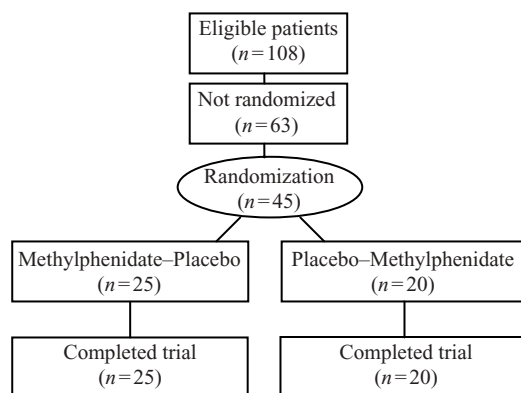 Eligible patients
(n=108)
Not randomized
(n=63)
Randomization
(n=45)
Methylphenidate–Placebo
(n=25)
Placebo–Methylphenidate
(n=20)
Completed trial
(n=25)
Completed trial
(n=20)